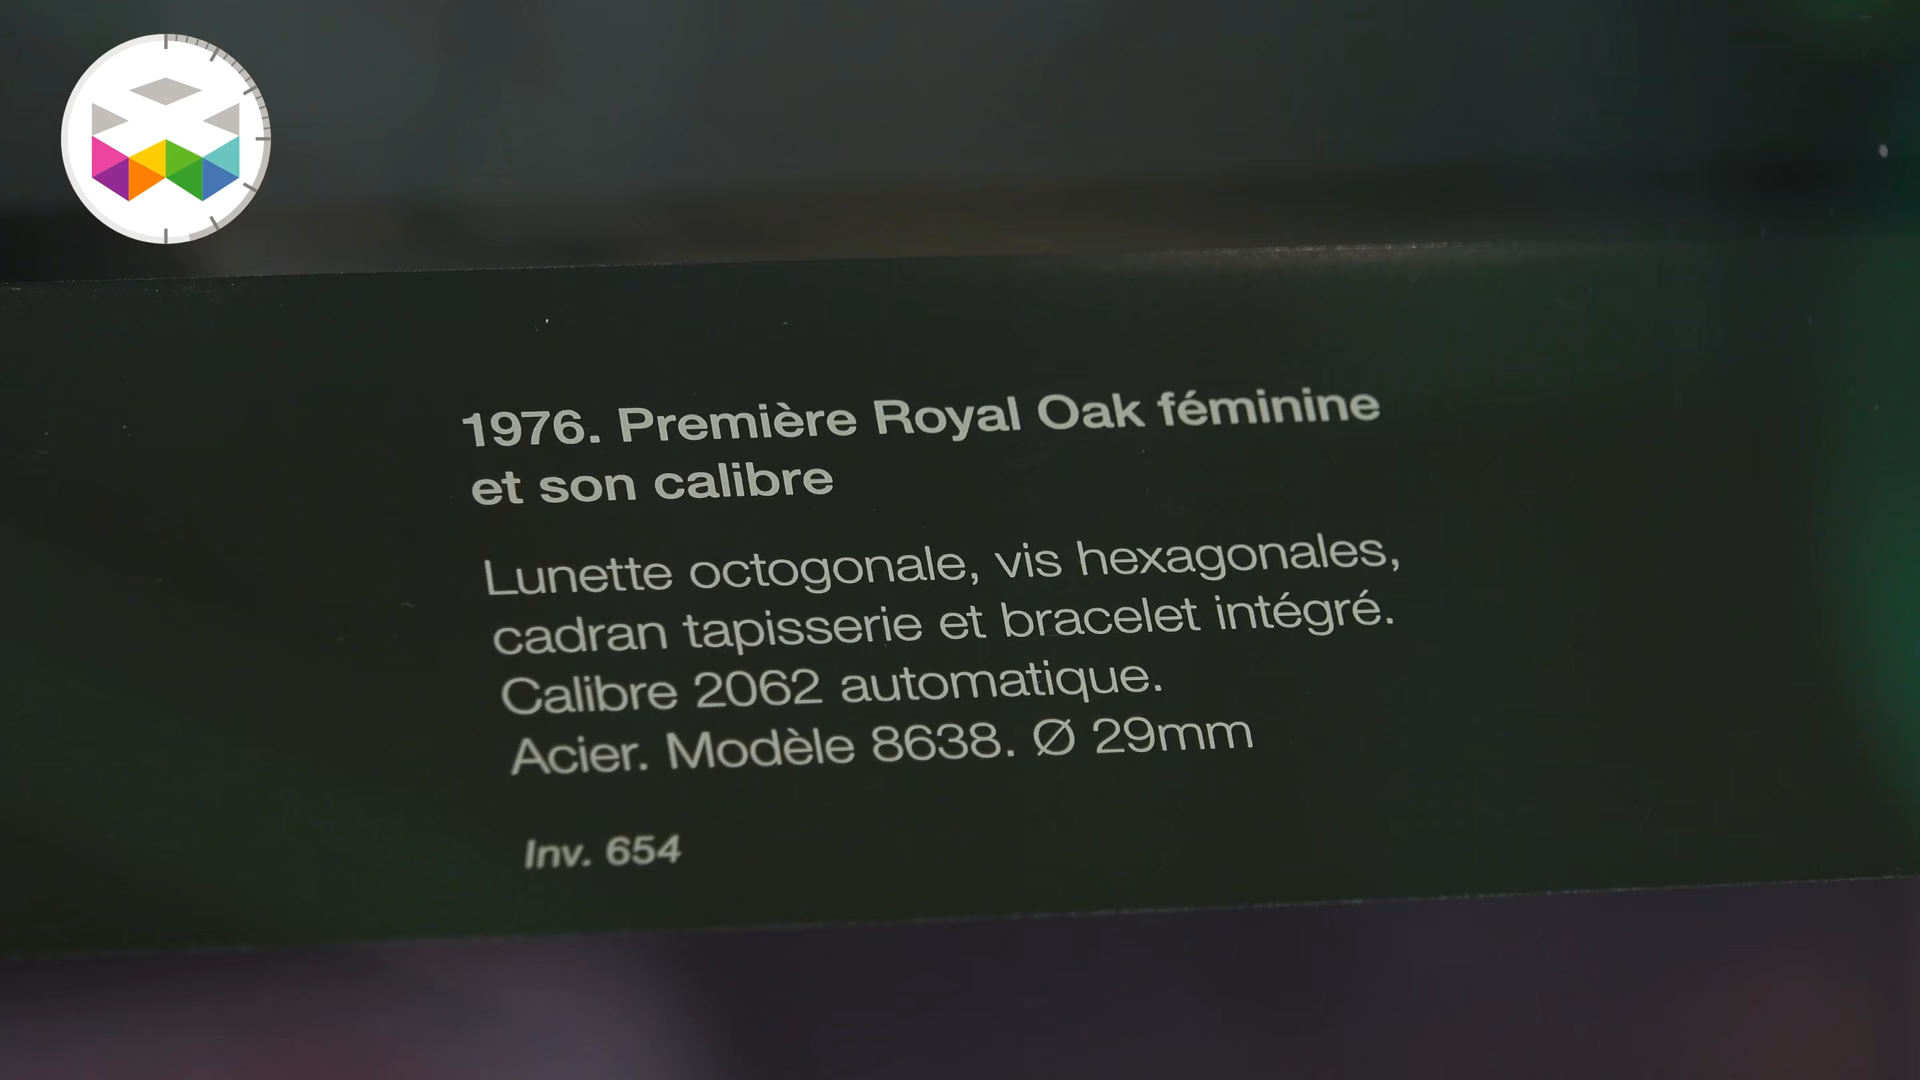 1976. Première Royal Oak féminine
et son calibre
Lunette octogonale, vis hexagonales,
cadran tapisserie et bracelet intégré.
Calibre 2062 automatique.
Acier. Modèle 8638. Ø 29mm
Inv. 654